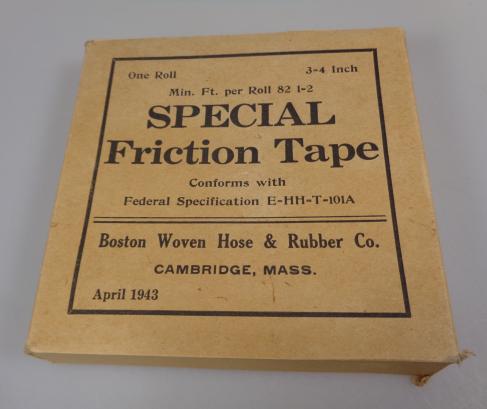 One Roll 3-4 Inch
Min. Ft. per Roll 82 1-2
SPECIAL
Friction Tape
Conforms with
Federal Specification E-HH-T-101A
Boston Woven Hose & Rubber Co.
CAMBRIDGE, MASS.
April 1943